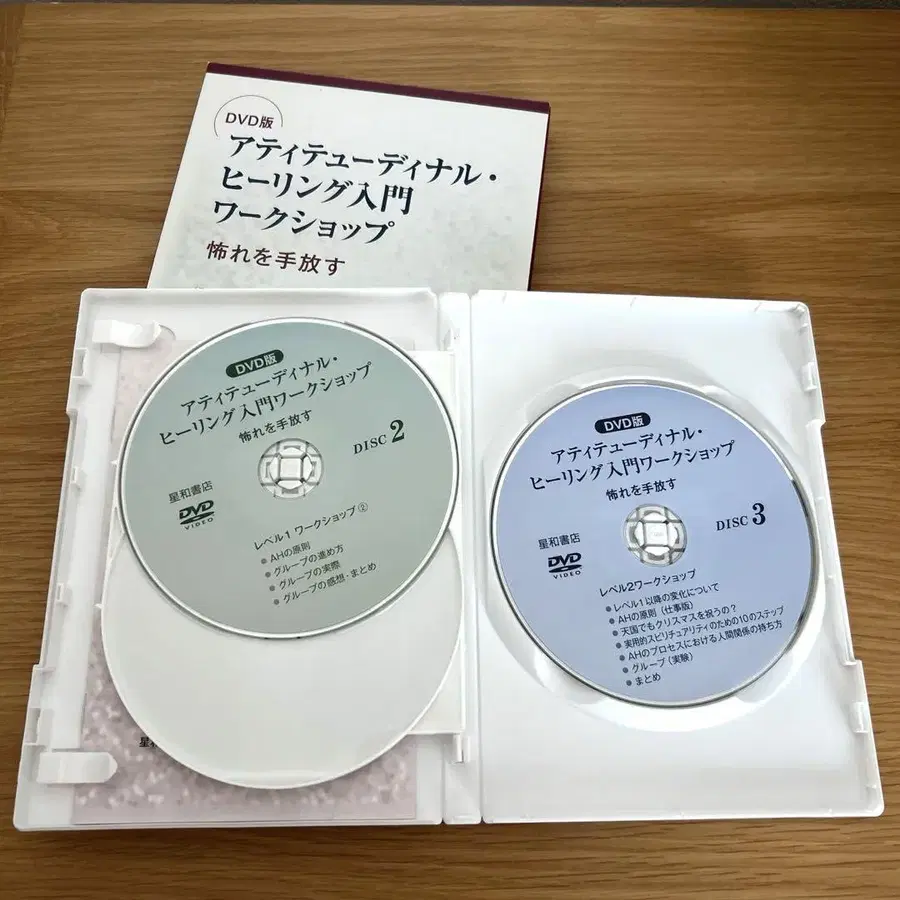 DVD版
アティテューディナル・
ヒーリング入門
ワークショップ
怖れを手放す
DVD版
アティテューディナル・
ヒーリング入門ワークショップ
怖れを手放す
DISC 2
星和書店
DVD
VIDEO
レベル1 ワークショップ②
●AHの原則
●グループの進め方
●グループの実際
●グループの感想・まとめ
DVD版
アティテューディナル・
ヒーリング入門ワークショップ
怖れを手放す
DISC 3
星和書店
DVD
VIDEO
レベル2ワークショップ
●レベル1以降の変化について
●AHの原則（仕事版）
●天国でもクリスマスを祝うの？
●実用的スピリチュアリティのための10のステップ
●AHのプロセスにおける人間関係の持ち方
●グループ（実験）
●まとめ